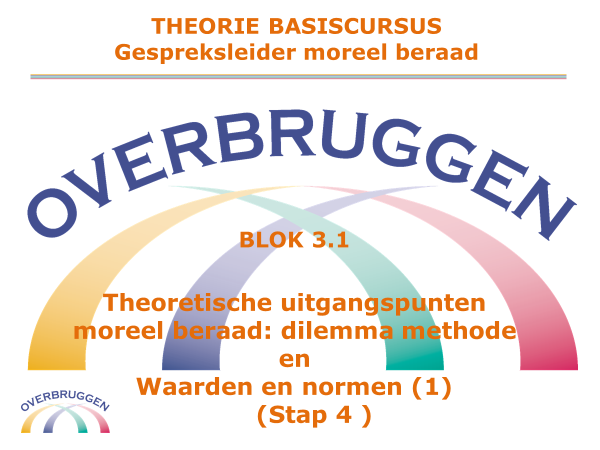 THEORIE BASISCURSUS
Gespreksleider moreel beraad
OVERBRUGGEN
BLOK 3.1
Theoretische uitgangspunten
moreel beraad: dilemma methode
en
Waarden en normen (1)
(Stap 4 )
OVERBRUGGEN